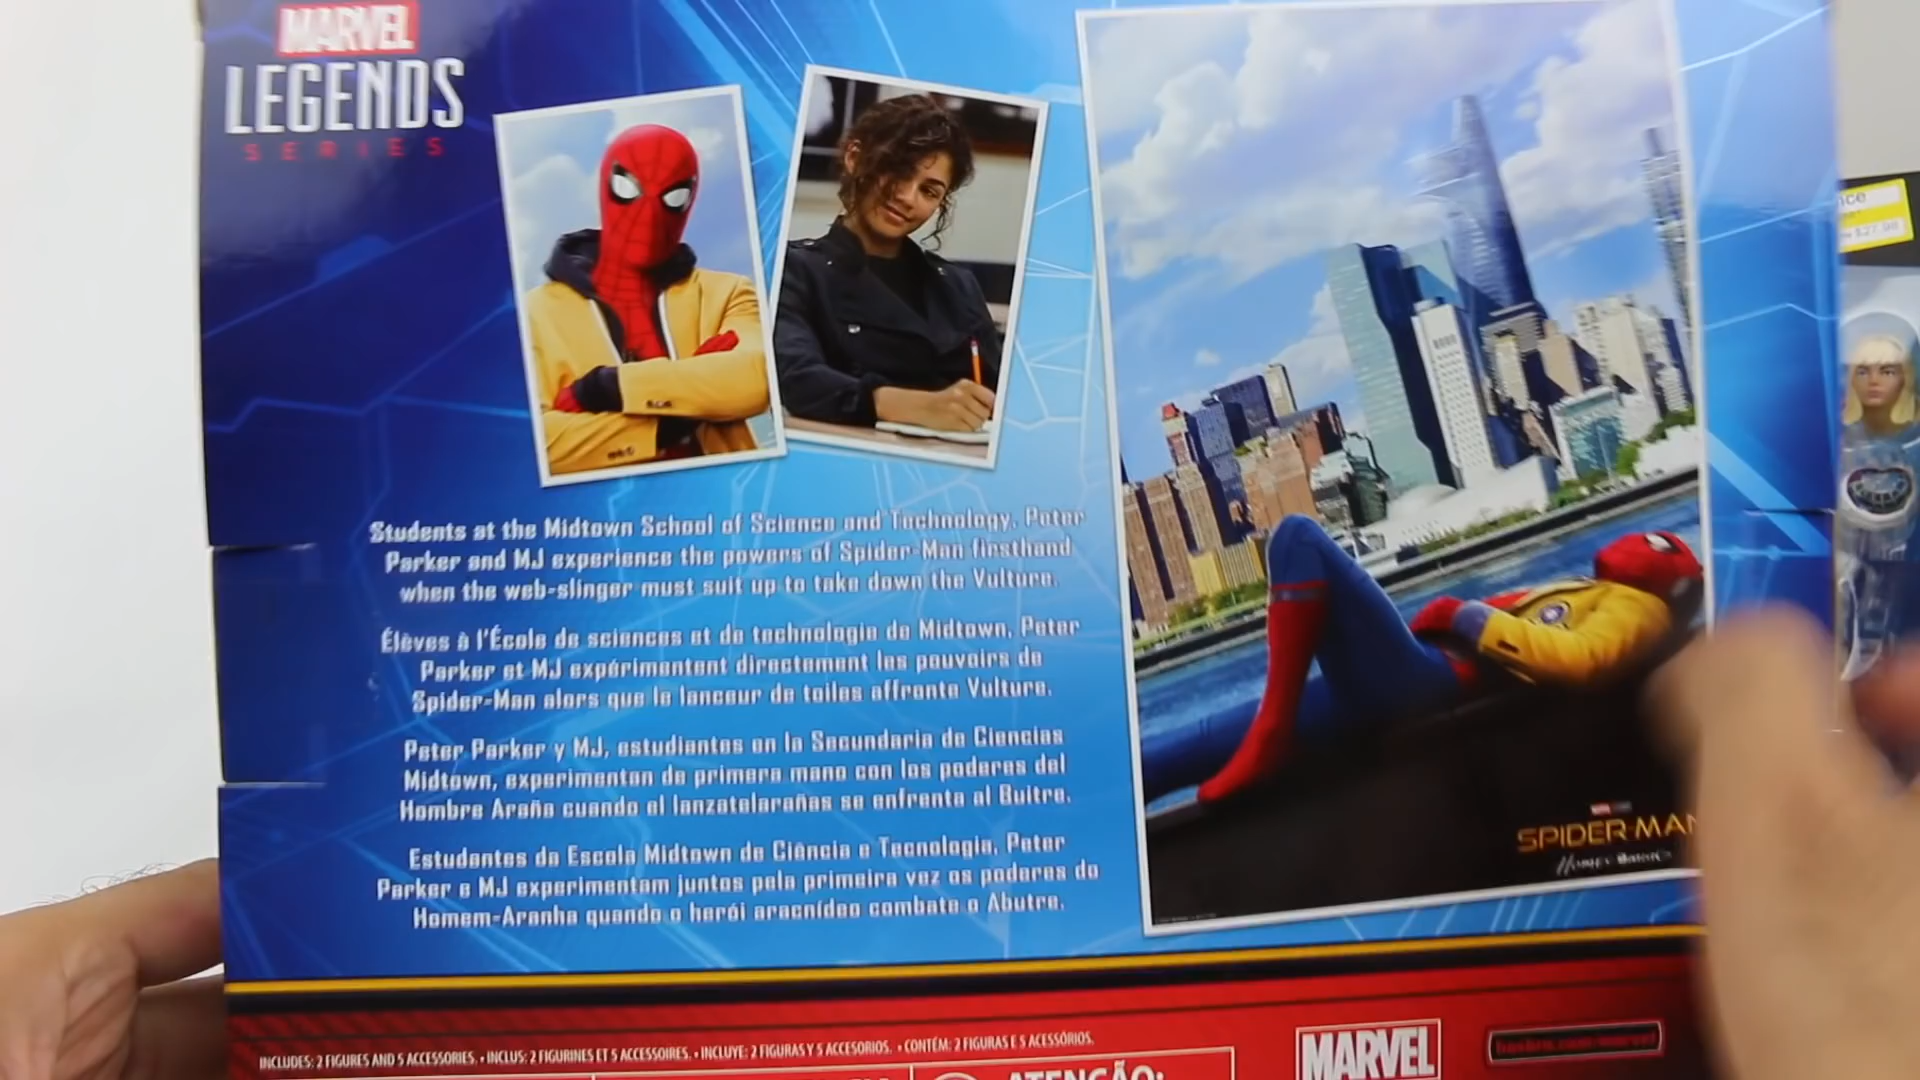 MARVEL
LEGENDS
SERIES
Students at the Midtown School of Science and Technology, Peter
Parker and MJ experience the powers of Spider-Man firsthand
when the web-slinger must suit up to take down the Vulture.
Élèves à l'École de sciences et de technologie de Midtown, Peter
Parker et MJ expérimentent directement les pouvoirs de
Spider-Man alors que le lanceur de toiles affronte Vulture.
Peter Parker y MJ, estudiantes en la Secundaria de Ciencias
Midtown, experimentan de primera mano con los poderes del
Hombre Araña cuando el lanzatelarañas se enfrenta al Buitre.
Estudantes da Escola Midtown de Ciência e Tecnologia, Peter
Parker e MJ experimentam juntos pela primeira vez os poderes do
Homem-Aranha quando o herói aracnídeo combate o Abutre.
SPIDER-MAN
HOMECOMING
INCLUDES: 2 FIGURES AND 5 ACCESSORIES. • INCLUS: 2 FIGURINES ET 5 ACCESSOIRES. • INCLUYE: 2 FIGURAS Y 5 ACCESORIOS. • CONTÉM: 2 FIGURAS E 5 ACESSÓRIOS.
ATENÇÃO:
MARVEL
hasbro.com/marvel
$27.98